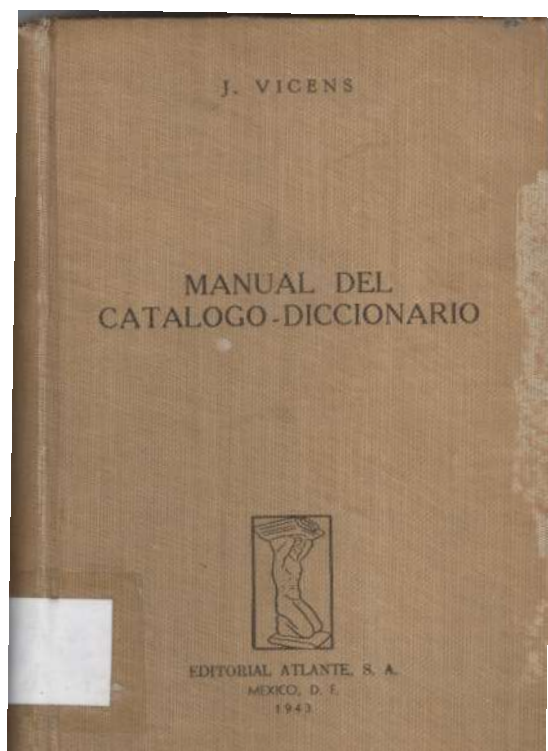 J. VICENS
MANUAL DEL
CATALOGO-DICCIONARIO
EDITORIAL ATLANTE, S. A.
MEXICO, D. F.
1943